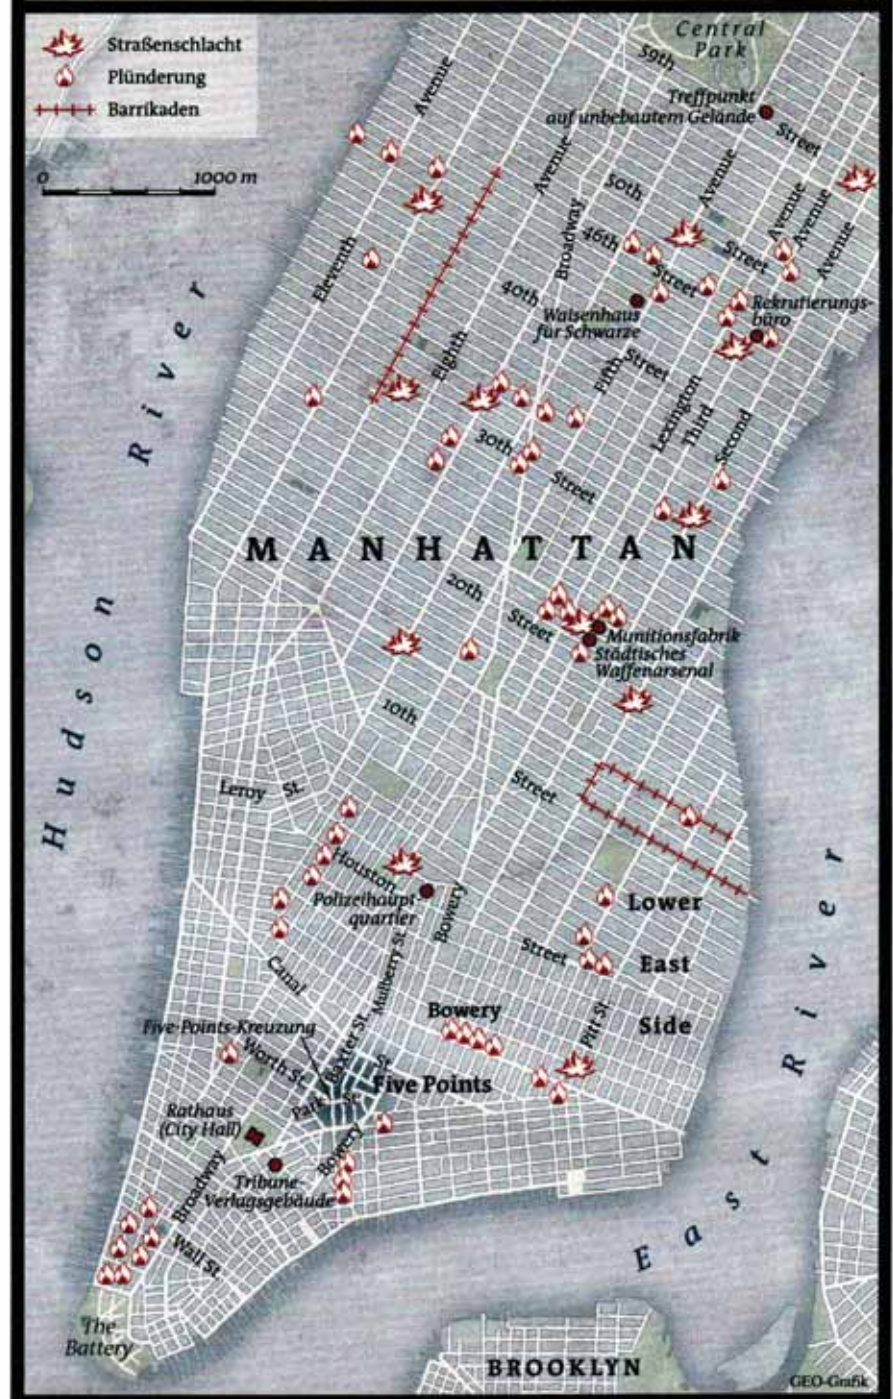 Straßenschlacht
Plünderung
Barrikaden
0 1000 m
Central
Park
59th
Street
Treffpunkt
auf unbebautem Gelände
Avenue
Avenue
Avenue
Avenue
Avenue
Avenue
Broadway
50th
Street
46th
Street
Eleventh
40th
Street
Waisenhaus
für Schwarze
Rekrutierungs-
büro
Eighth
Fifth
Lexington
Third
Second
30th
Street
MANHATTAN
20th
Street
Munitionsfabrik
Städtisches
Waffenarsenal
10th
Street
Hudson River
Leroy St.
Houston
Street
Polizeihaupt-
quartier
Bowery
Mulberry St.
Lower
East
Side
Canal
Bowery
Pitt St.
Five-Points-Kreuzung
Baxter St.
Worth St.
Park St.
Five Points
Rathaus
(City Hall)
Bowery
Tribune-
Verlagsgebäude
Broadway
Wall St.
East River
The
Battery
BROOKLYN
GEO-Grafik